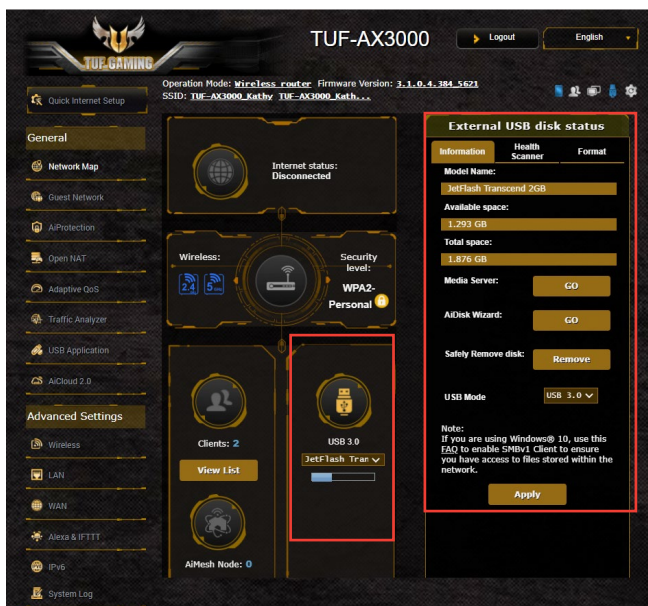 TUF GAMING
TUF-AX3000
Logout
English
Operation Mode: Wireless router Firmware Version: 3.1.0.4.384_5621
SSID: TUF-AX3000_Kathy TUF-AX3000_Kath...
Quick Internet Setup
General
Network Map
Guest Network
AiProtection
Open NAT
Adaptive QoS
Traffic Analyzer
USB Application
AiCloud 2.0
Advanced Settings
Wireless
LAN
WAN
Alexa & IFTTT
IPv6
System Log
Internet status:
Disconnected
Wireless:
2.4
5
Security
level:
WPA2-
Personal
Clients: 2
View List
AiMesh Node: 0
USB 3.0
JetFlash Tran
External USB disk status
Information
Health
Scanner
Format
Model Name:
JetFlash Transcend 2GB
Available space:
1.293 GB
Total space:
1.876 GB
Media Server:
GO
AiDisk Wizard:
GO
Safely Remove disk:
Remove
USB Mode
USB 3.0
Note:
If you are using Windows® 10, use this
FAQ to enable SMBv1 Client to ensure
you have access to files stored within the
network.
Apply